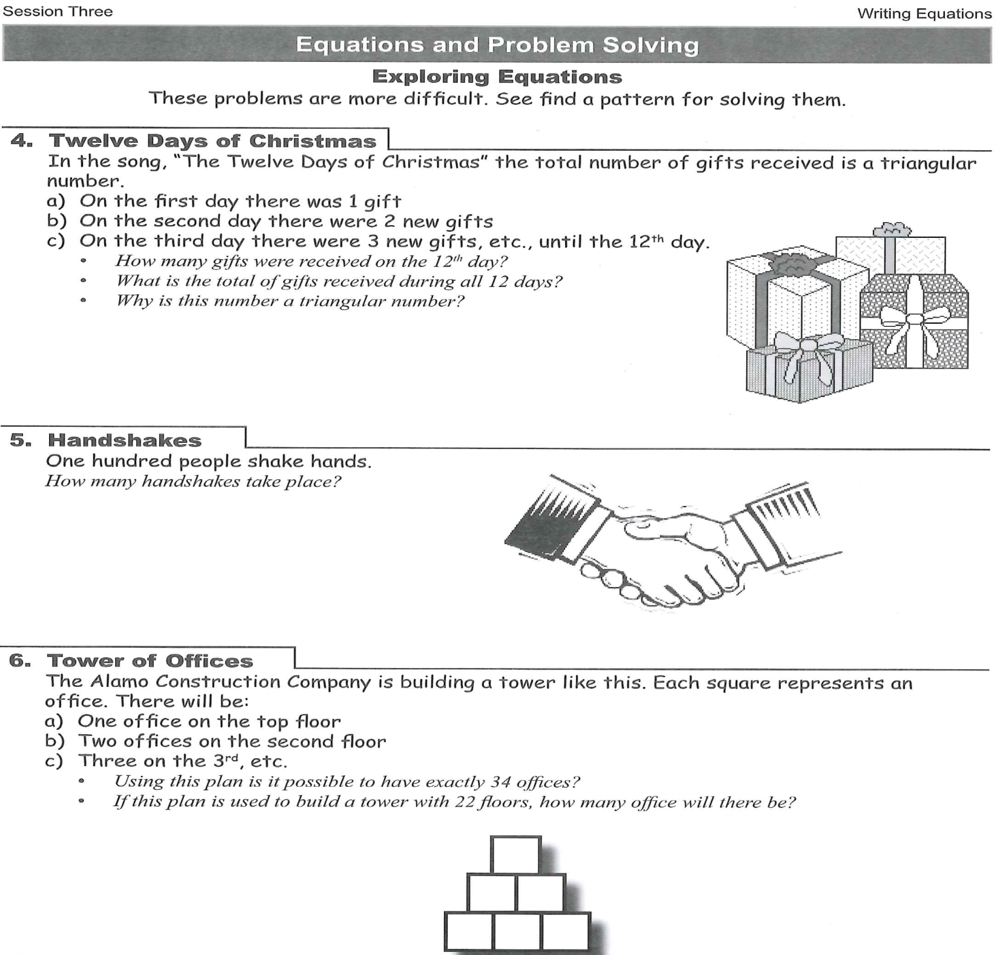 Session Three
Writing Equations
Equations and Problem Solving
Exploring Equations
These problems are more difficult. See find a pattern for solving them.
4. Twelve Days of Christmas
In the song, "The Twelve Days of Christmas" the total number of gifts received is a triangular
number.
a) On the first day there was 1 gift
b) On the second day there were 2 new gifts
c) On the third day there were 3 new gifts, etc., until the 12th day.
• How many gifts were received on the 12th day?
• What is the total of gifts received during all 12 days?
• Why is this number a triangular number?
5. Handshakes
One hundred people shake hands.
How many handshakes take place?
6. Tower of Offices
The Alamo Construction Company is building a tower like this. Each square represents an
office. There will be:
a) One office on the top floor
b) Two offices on the second floor
c) Three on the 3rd, etc.
• Using this plan is it possible to have exactly 34 offices?
• If this plan is used to build a tower with 22 floors, how many office will there be?